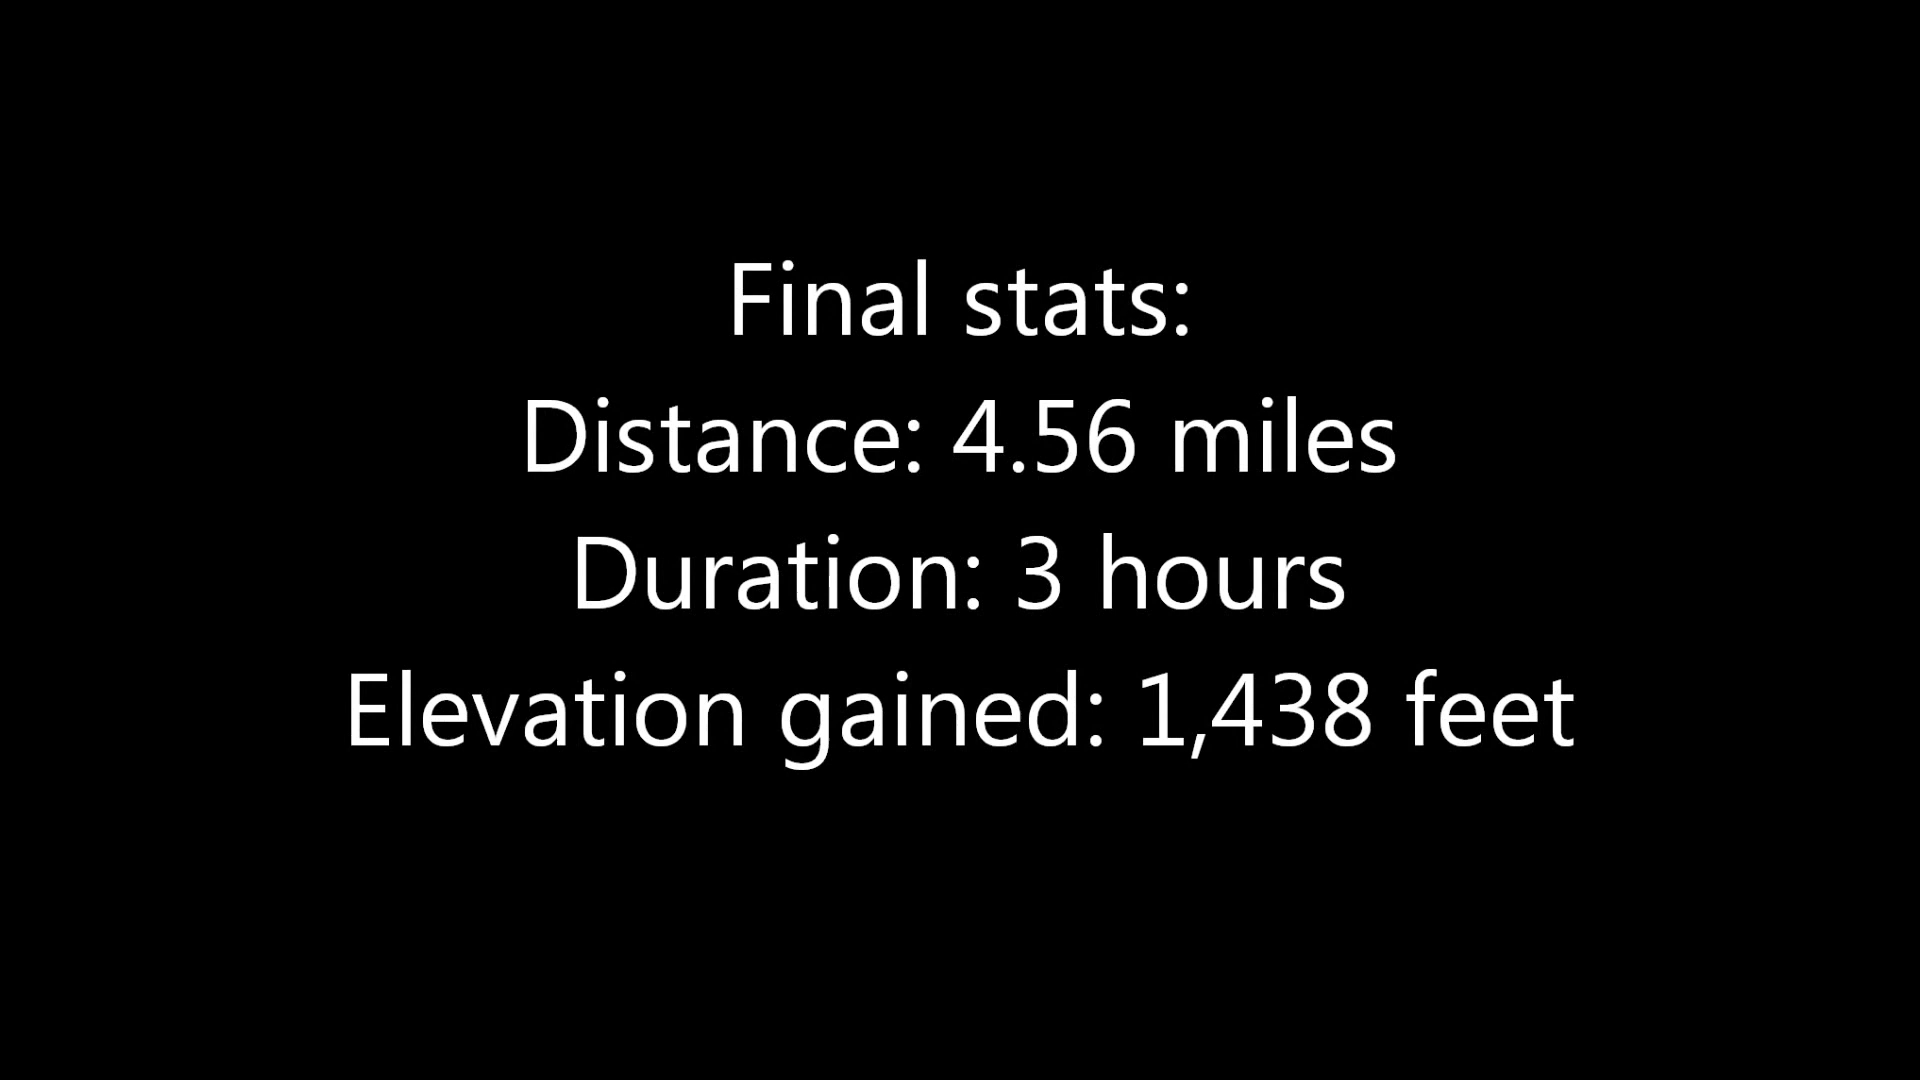 Final stats:
Distance: 4.56 miles
Duration: 3 hours
Elevation gained: 1,438 feet